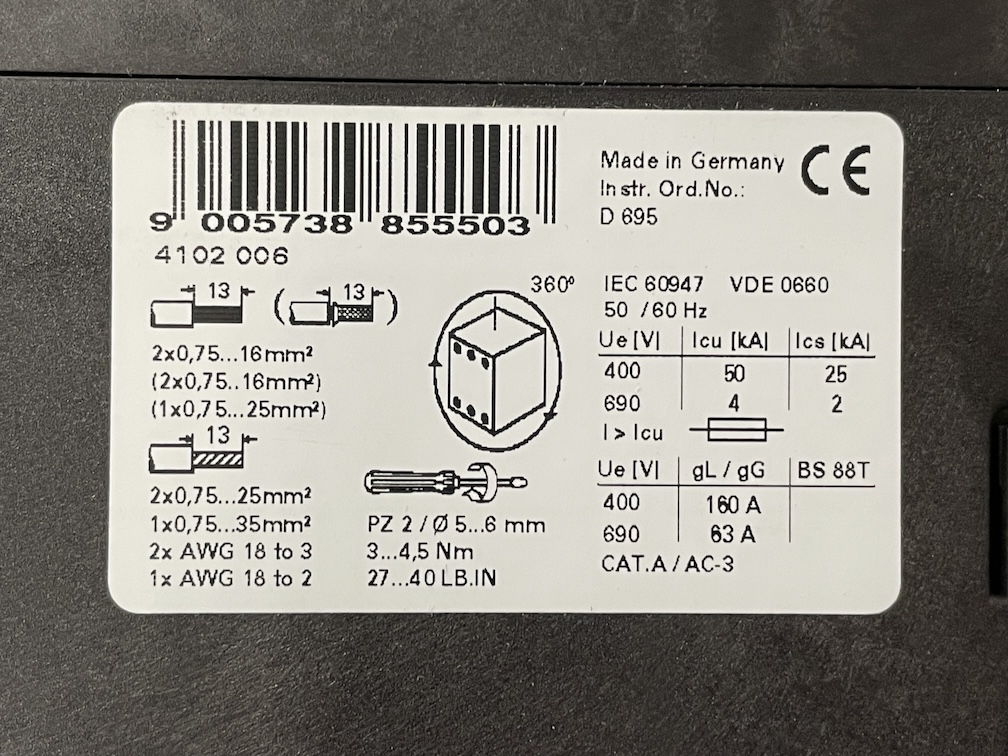 9 005738 855503
4102 006
Made in Germany CE
Instr. Ord.No.:
D 695
13 ( 13 )
2x0,75...16mm²
(2x0,75..16mm²)
(1x0,75...25mm²)
13
2x0,75...25mm²
1x0,75...35mm²
2x AWG 18 to 3
1x AWG 18 to 2
360°
PZ 2 / Ø 5...6 mm
3...4,5 Nm
27...40 LB.IN
IEC 60947 VDE 0660
50 / 60 Hz
Ue [V] Icu [kA] Ics [kA]
400 50 25
690 4 2
I > Icu
Ue [V] gL / gG BS 88T
400 160 A
690 63 A
CAT.A / AC-3